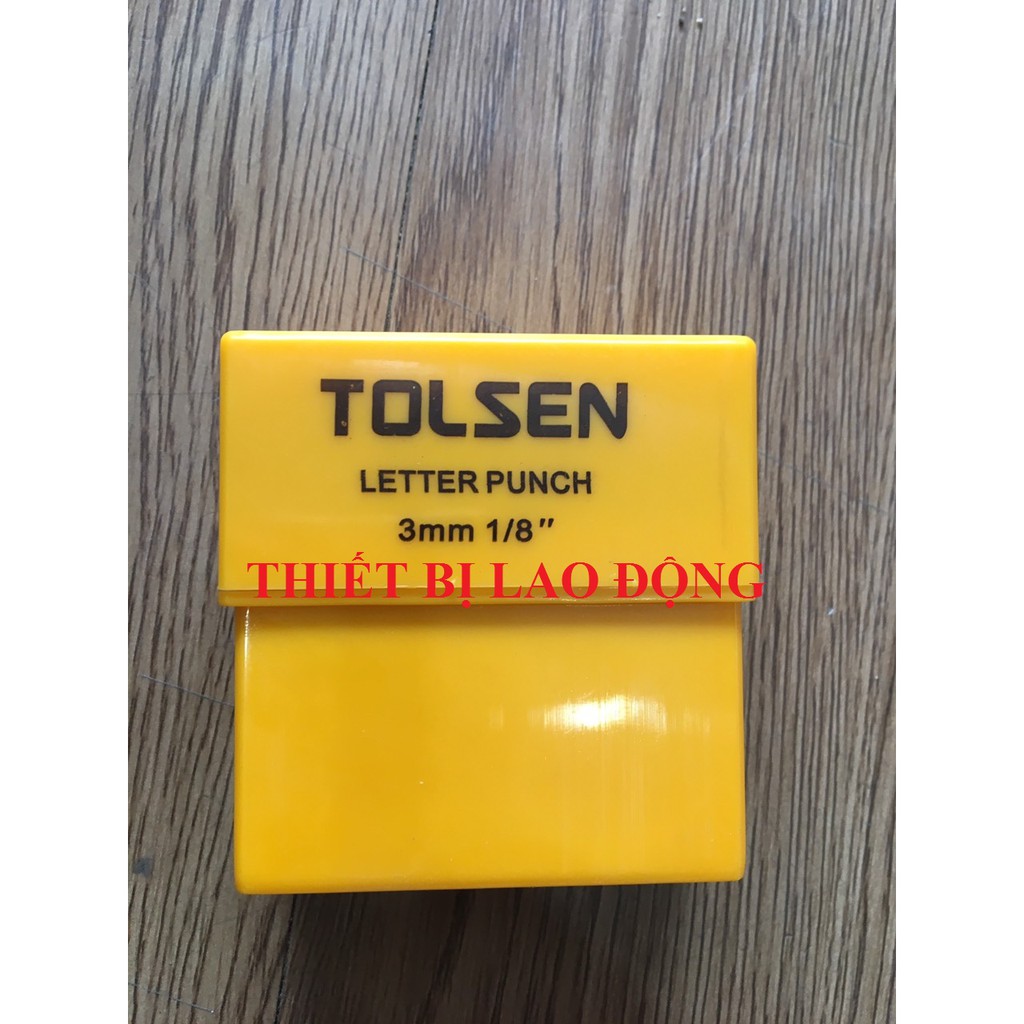 TOLSEN
LETTER PUNCH
3mm 1/8"
THIẾT BỊ LAO ĐỘNG